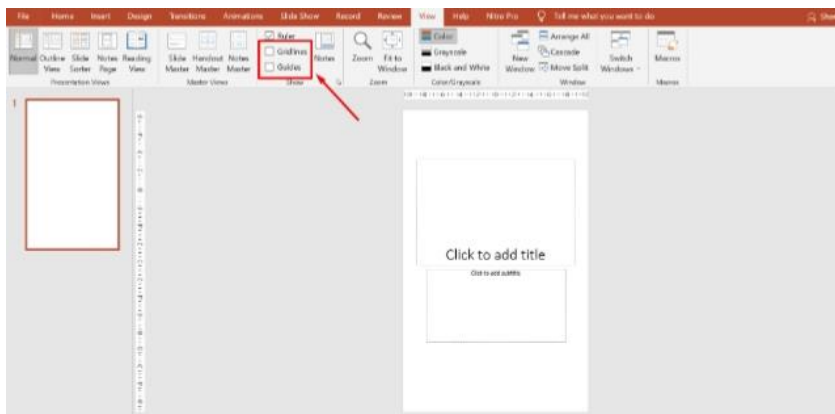 File Home Insert Design Transitions Animations Slide Show Record Review View Help Nitro Pro Tell me what you want to do
Ruler
Color
Arrange All
Gridlines
Grayscale
Cascade
Normal Outline View
Slide Sorter
Notes Page
Reading View
Slide Master
Handout Master
Notes Master
Guides
Notes
Zoom
Fit to Window
Black and White
New Window
Move Split
Switch Windows
Macros
Presentation Views
Master Views
Show
Zoom
Color/Grayscale
Window
Macros
1
Click to add title
Click to add subtitle